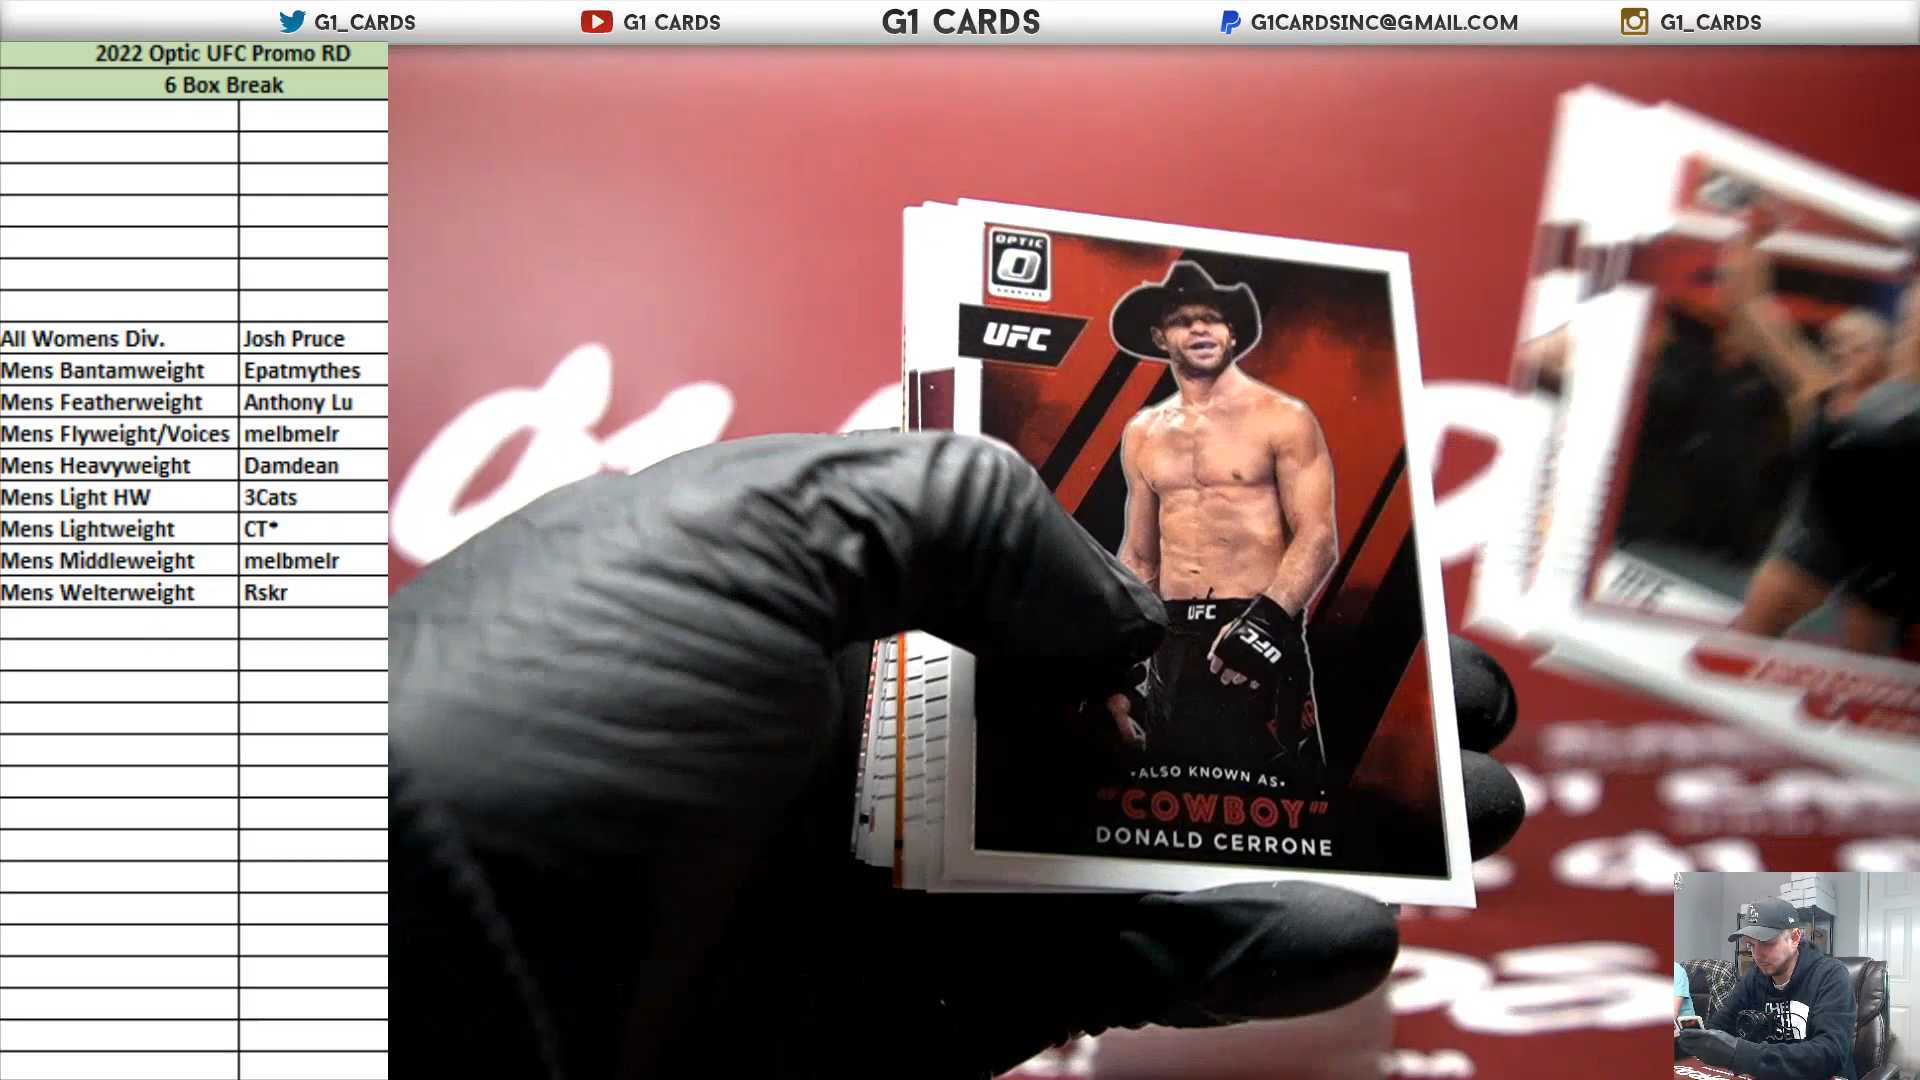 G1_CARDS
G1 CARDS
G1 CARDS
G1CARDSINC@GMAIL.COM
G1_CARDS
2022 Optic UFC Promo RD
6 Box Break
All Womens Div. Josh Pruce
Mens Bantamweight Epatmythes
Mens Featherweight Anthony Lu
Mens Flyweight/Voices melbmelr
Mens Heavyweight Damdean
Mens Light HW 3Cats
Mens Lightweight CT*
Mens Middleweight melbmelr
Mens Welterweight Rskr
OPTIC
UFC
UFC
UFC
•ALSO KNOWN AS•
"COWBOY"
DONALD CERRONE